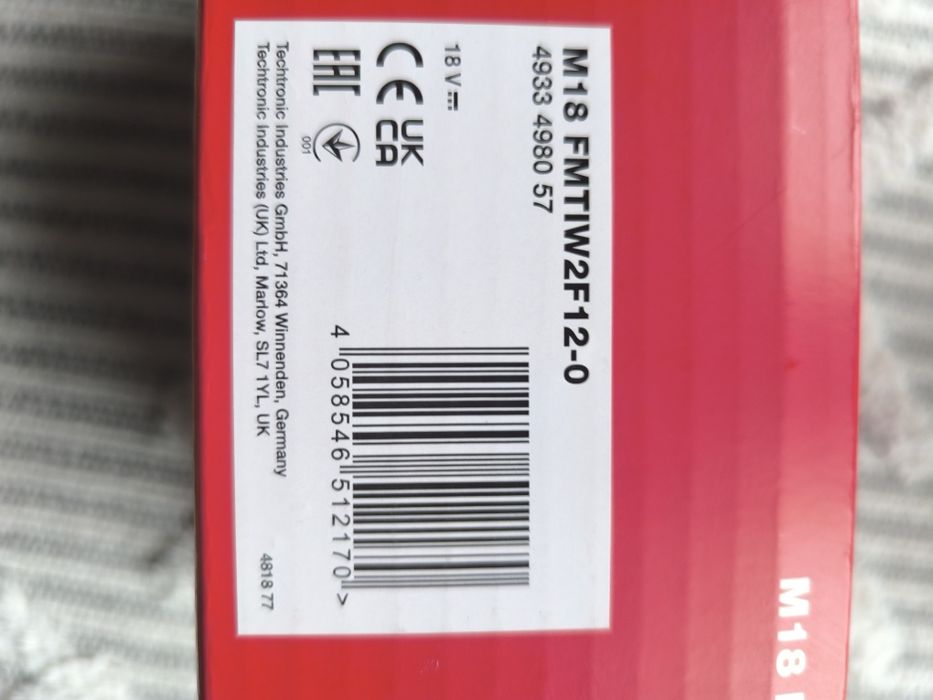 M18 FMTIW2F12-0
4933 4980 57
18 V
CE UK CA
EAC
001
4 058546 512170 >
Techtronic Industries GmbH, 71364 Winnenden, Germany
Techtronic Industries (UK) Ltd, Marlow, SL7 1YL, UK
4818 77
M18